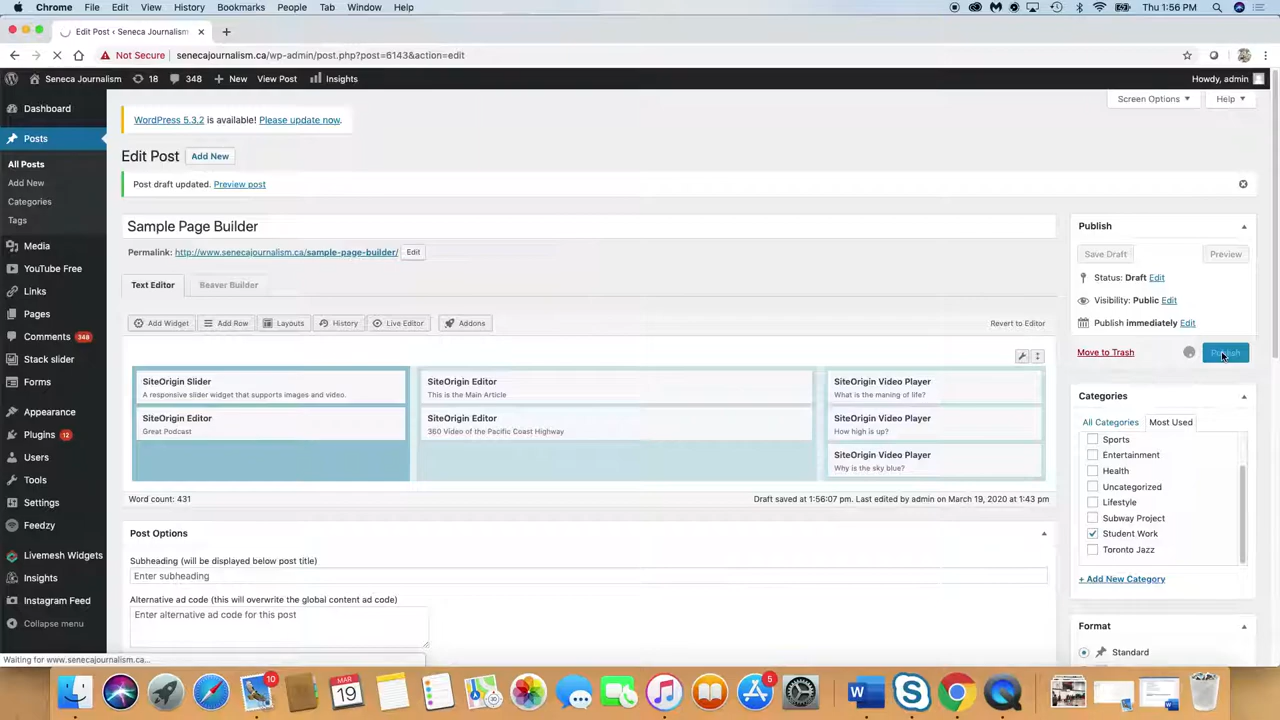 Chrome File Edit View History Bookmarks People Tab Window Help Thu 1:56 PM
Edit Post ‹ Seneca Journalism
Not Secure senecajournalism.ca/wp-admin/post.php?post=6143&action=edit
Seneca Journalism 18 348 + New View Post Insights Howdy, admin
Screen Options Help
Dashboard
Posts
All Posts
Add New
Categories
Tags
Media
YouTube Free
Links
Pages
Comments 348
Stack slider
Forms
Appearance
Plugins 12
Users
Tools
Settings
Feedzy
Livemesh Widgets
Insights
Instagram Feed
Collapse menu
WordPress 5.3.2 is available! Please update now.
Edit Post Add New
Post draft updated. Preview post
Sample Page Builder
Permalink: http://www.senecajournalism.ca/sample-page-builder/ Edit
Text Editor Beaver Builder
Add Widget Add Row Layouts History Live Editor Addons Revert to Editor
SiteOrigin Slider
A responsive slider widget that supports images and video.
SiteOrigin Editor
Great Podcast
SiteOrigin Editor
This is the Main Article
SiteOrigin Editor
360 Video of the Pacific Coast Highway
SiteOrigin Video Player
What is the maning of life?
SiteOrigin Video Player
How high is up?
SiteOrigin Video Player
Why is the sky blue?
Word count: 431 Draft saved at 1:56:07 pm. Last edited by admin on March 19, 2020 at 1:43 pm
Post Options
Subheading (will be displayed below post title)
Enter subheading
Alternative ad code (this will overwrite the global content ad code)
Enter alternative ad code for this post
Publish
Save Draft Preview
Status: Draft Edit
Visibility: Public Edit
Publish immediately Edit
Move to Trash Publish
Categories
All Categories Most Used
Sports
Entertainment
Health
Uncategorized
Lifestyle
Subway Project
Student Work
Toronto Jazz
+ Add New Category
Format
Standard
Waiting for www.senecajournalism.ca...
10
MAR
19
5